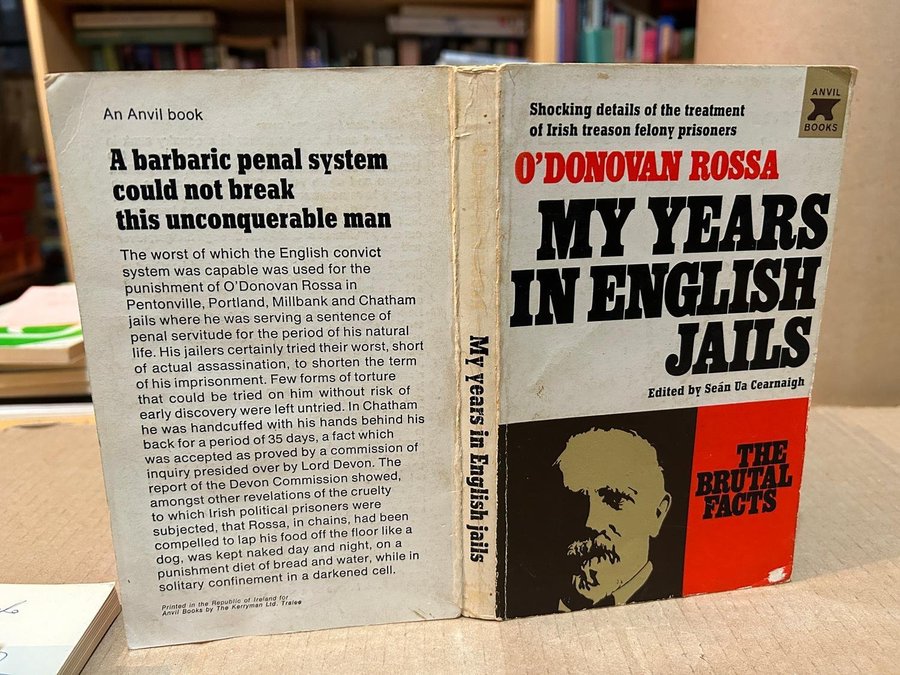 An Anvil book
A barbaric penal system
could not break
this unconquerable man
The worst of which the English convict
system was capable was used for the
punishment of O'Donovan Rossa in
Pentonville, Portland, Millbank and Chatham
jails where he was serving a sentence of
penal servitude for the period of his natural
life. His jailers certainly tried their worst, short
of actual assassination, to shorten the term
of his imprisonment. Few forms of torture
that could be tried on him without risk of
early discovery were left untried. In Chatham
he was handcuffed with his hands behind his
back for a period of 35 days, a fact which
was accepted as proved by a commission of
inquiry presided over by Lord Devon. The
report of the Devon Commission showed,
amongst other revelations of the cruelty
to which Irish political prisoners were
subjected, that Rossa, in chains, had been
compelled to lap his food off the floor like a
dog, was kept naked day and night, on a
punishment diet of bread and water, while in
solitary confinement in a darkened cell.
Printed in the Republic of Ireland for
Anvil Books by The Kerryman Ltd. Tralee
My years in English jails
ANVIL
BOOKS
Shocking details of the treatment
of Irish treason felony prisoners
O'DONOVAN ROSSA
MY YEARS
IN ENGLISH
JAILS
Edited by Seán Ua Cearnaigh
THE
BRUTAL
FACTS